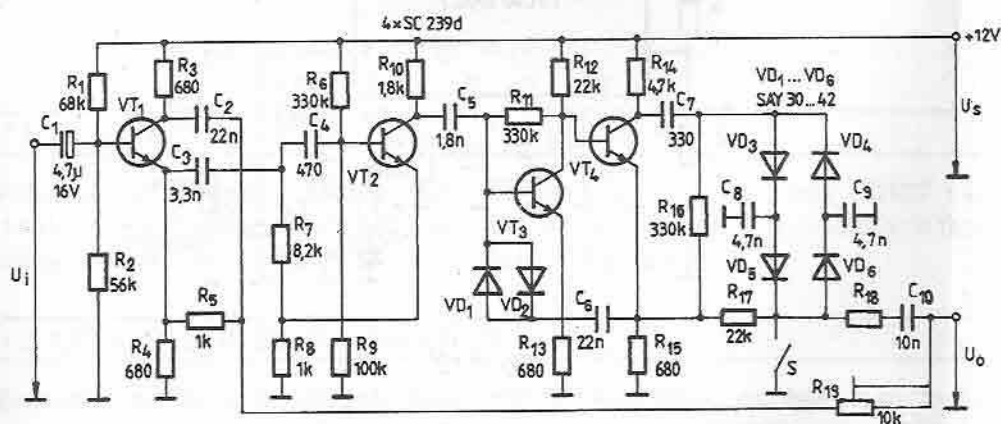 4×SC 239d
+12V
R1
68k
R3
680
C2
22n
VT1
C1
4,7µ
16V
C3
3,3n
R2
56k
Ui
R5
1k
R4
680
R6
330k
C4
470
R7
8,2k
R8
1k
R9
100k
R10
1,8k
VT2
C5
1,8n
R11
330k
R12
22k
VT3
VT4
VD1
VD2
C6
22n
R13
680
R14
4,7k
C7
330
R15
680
R16
330k
R17
22k
VD1...VD6
SAY 30...42
VD3
VD4
C8
4,7n
C9
4,7n
VD5
VD6
R18
C10
10n
S
R19
10k
Us
Uo